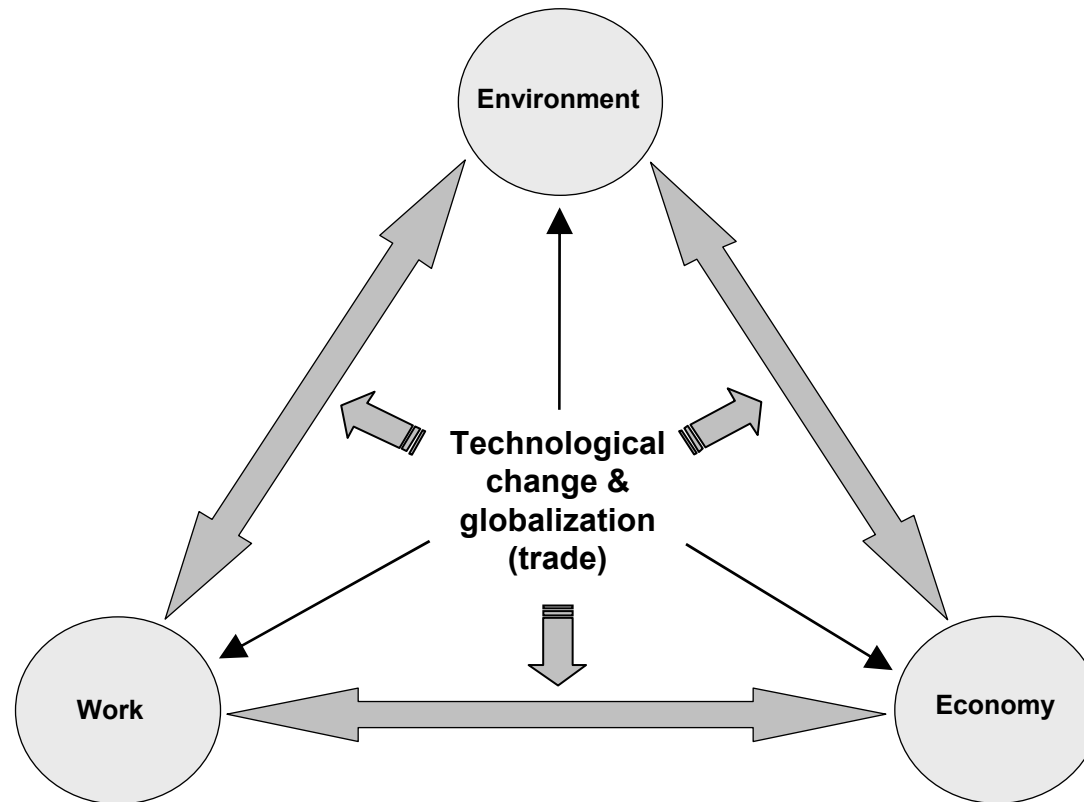 Environment
Technological
change &
globalization
(trade)
Work
Economy